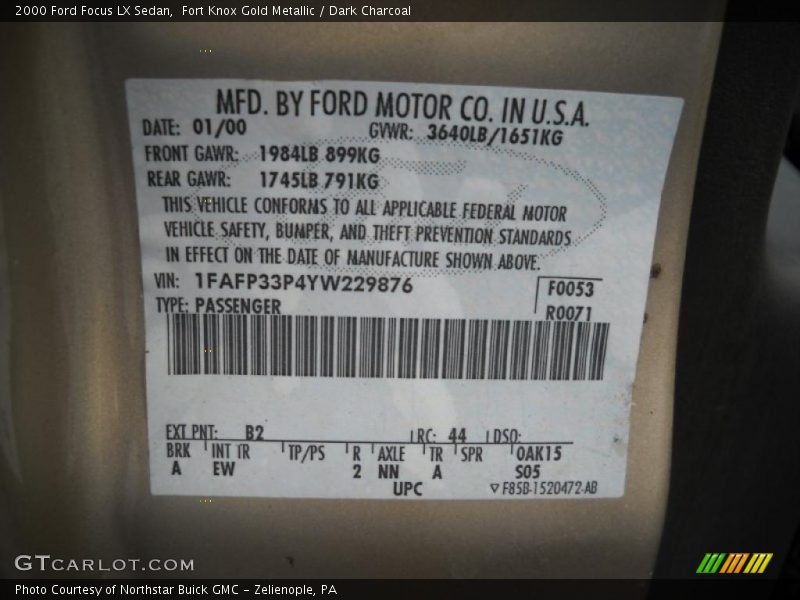 2000 Ford Focus LX Sedan,  Fort Knox Gold Metallic / Dark Charcoal
MFD. BY FORD MOTOR CO. IN U.S.A.
DATE: 01/00 GVWR: 3640LB/1651KG
FRONT GAWR: 1984LB 899KG
REAR GAWR: 1745LB 791KG
THIS VEHICLE CONFORMS TO ALL APPLICABLE FEDERAL MOTOR
VEHICLE SAFETY, BUMPER, AND THEFT PREVENTION STANDARDS
IN EFFECT ON THE DATE OF MANUFACTURE SHOWN ABOVE.
VIN: 1FAFP33P4YW229876 F0053
TYPE: PASSENGER R0071
EXT PNT: B2 RC: 44 DSO:
BRK INT TR TP/PS R AXLE TR SPR 0AK15
A EW 2 NN A S05
UPC F85B-1520472-AB
GTCARLOT.COM
Photo Courtesy of Northstar Buick GMC - Zelienople, PA